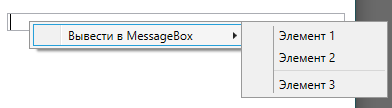 Вывести в MessageBox
Элемент 1
Элемент 2
Элемент 3